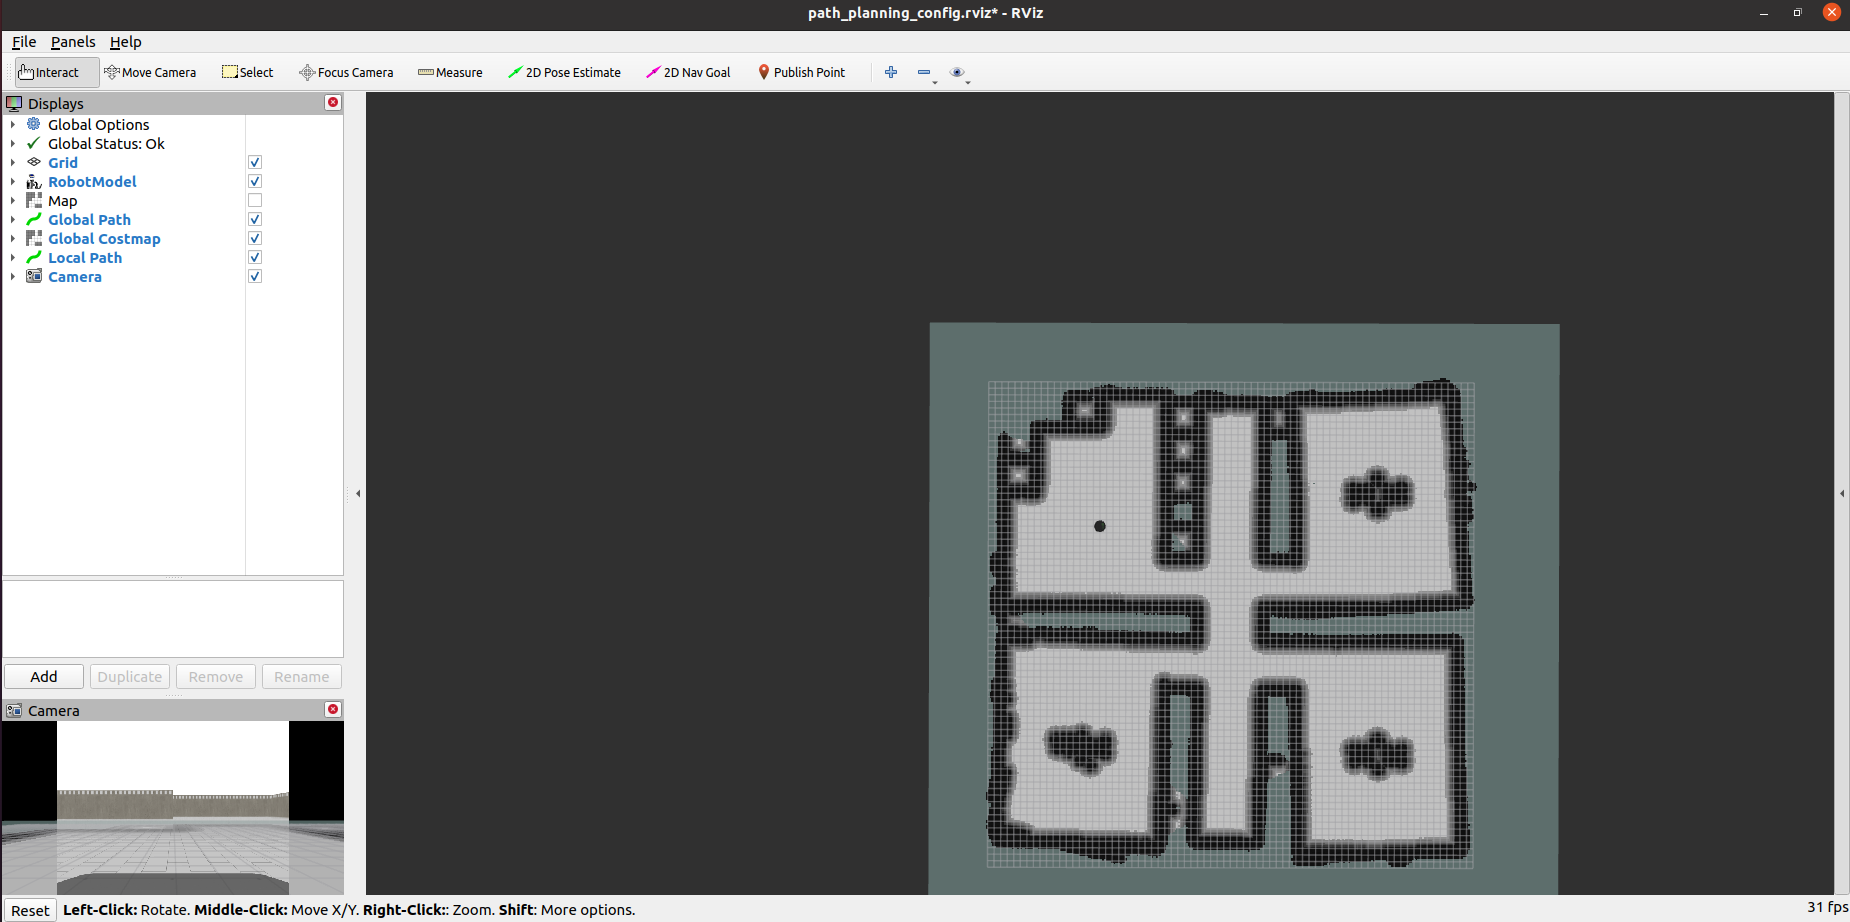 path_planning_config.rviz* - RViz
File Panels Help
Interact Move Camera Select Focus Camera Measure 2D Pose Estimate 2D Nav Goal Publish Point
Displays
Global Options
Global Status: Ok
Grid
RobotModel
Map
Global Path
Global Costmap
Local Path
Camera
Add Duplicate Remove Rename
Camera
Reset Left-Click: Rotate. Middle-Click: Move X/Y. Right-Click:: Zoom. Shift: More options. 31 fps